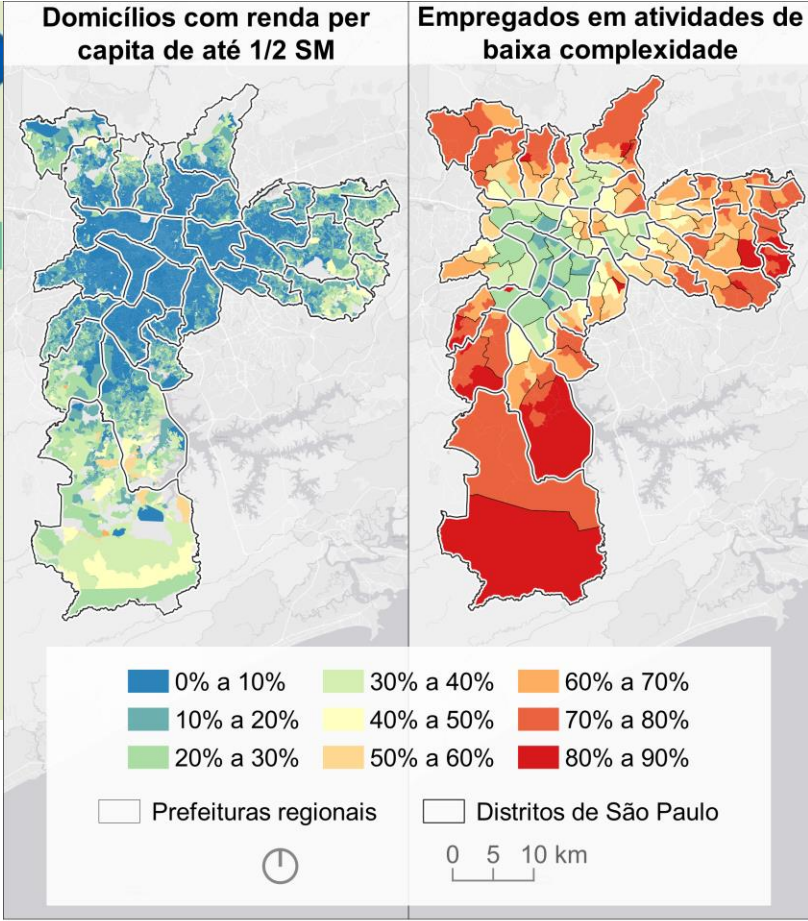 Domicílios com renda per
capita de até 1/2 SM
Empregados em atividades de
baixa complexidade
0% a 10%
30% a 40%
60% a 70%
10% a 20%
40% a 50%
70% a 80%
20% a 30%
50% a 60%
80% a 90%
Prefeituras regionais
Distritos de São Paulo
0 5 10 km